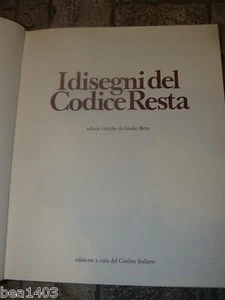 I disegni del
Codice Resta
schede critiche di Giulio Bora
edizione a cura del Credito Italiano
bea1403